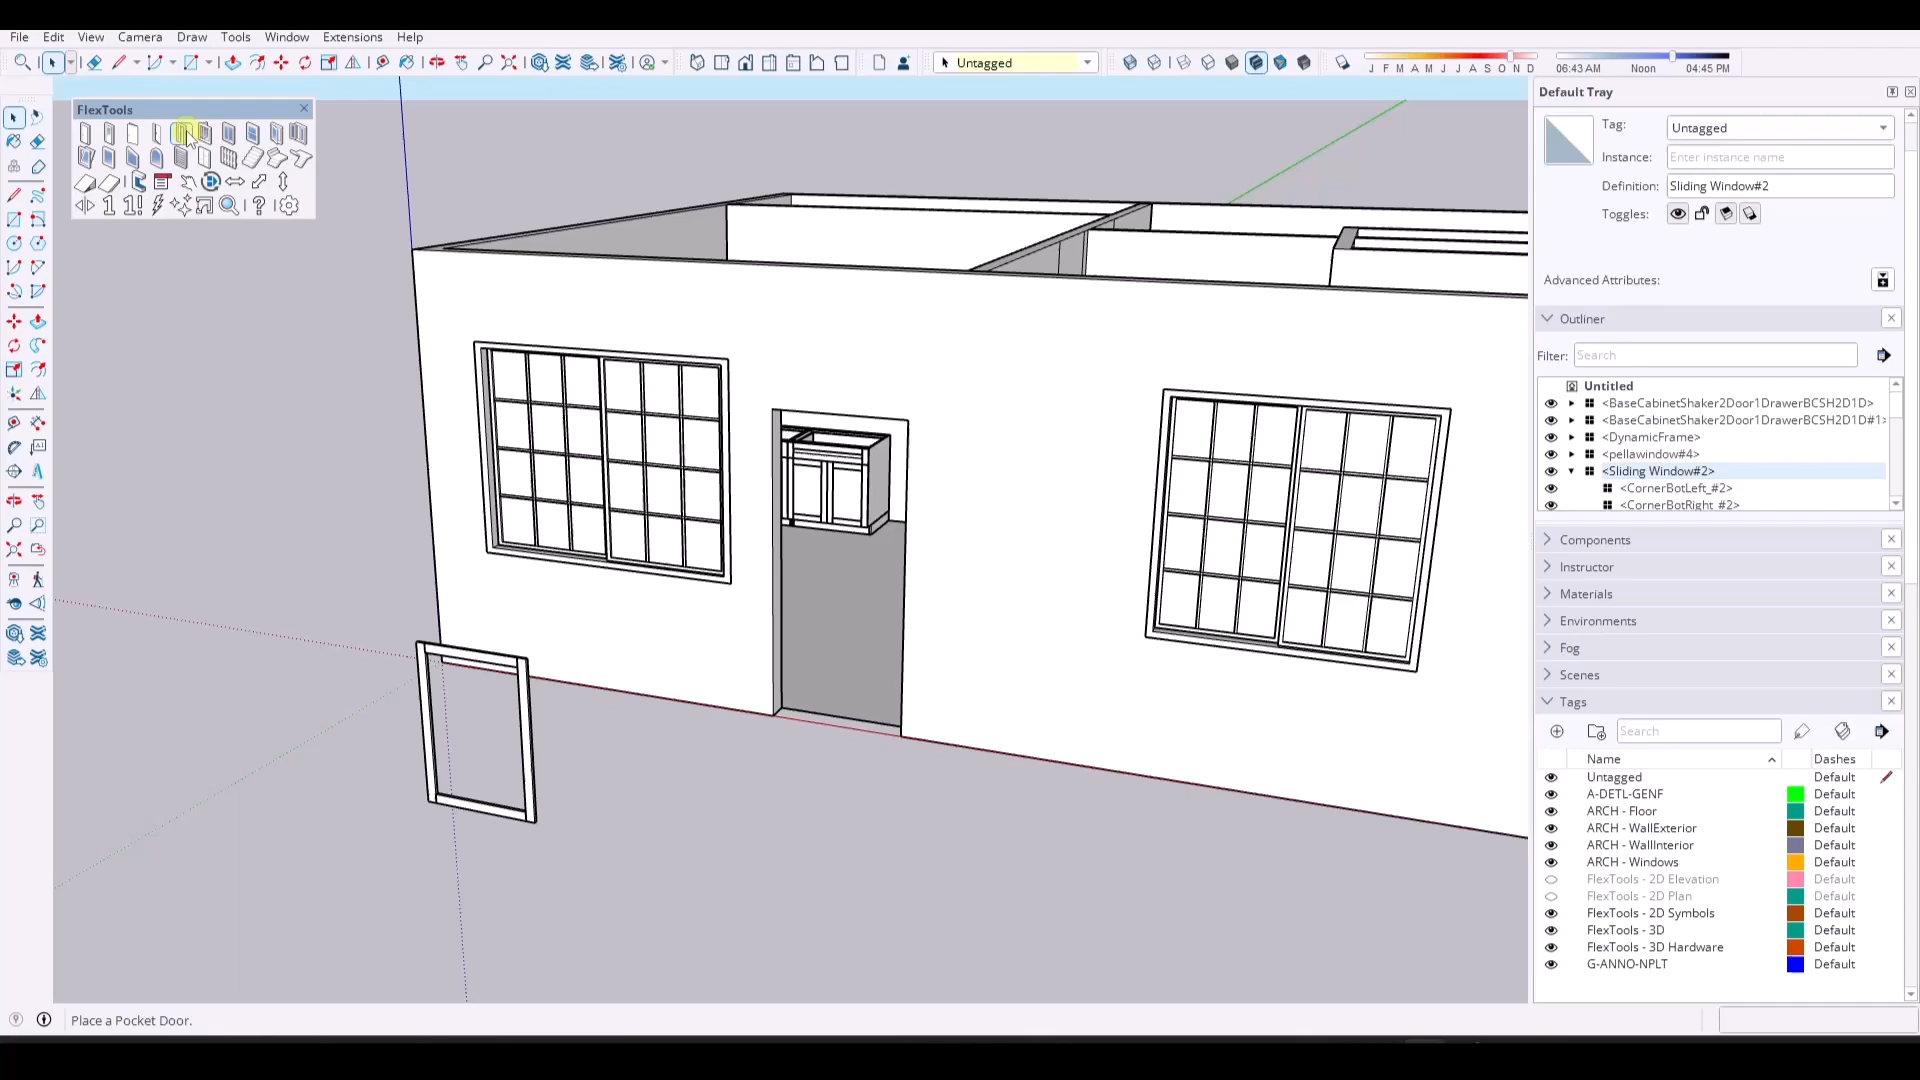 File Edit View Camera Draw Tools Window Extensions Help
Untagged
J F M A M J J A S O N D
06:43 AM Noon 04:45 PM
FlexTools
Default Tray
Tag: Untagged
Instance: Enter instance name
Definition: Sliding Window#2
Toggles:
Advanced Attributes:
Outliner
Filter: Search
Untitled
<BaseCabinetShaker2Door1DrawerBCSH2D1D>
<BaseCabinetShaker2Door1DrawerBCSH2D1D#1>
<DynamicFrame>
<pellawindow#4>
<Sliding Window#2>
<CornerBotLeft_#2>
<CornerBotRight #2>
Components
Instructor
Materials
Environments
Fog
Scenes
Tags
Search
Name Dashes
Untagged Default
A-DETL-GENF Default
ARCH - Floor Default
ARCH - WallExterior Default
ARCH - WallInterior Default
ARCH - Windows Default
FlexTools - 2D Elevation Default
FlexTools - 2D Plan Default
FlexTools - 2D Symbols Default
FlexTools - 3D Default
FlexTools - 3D Hardware Default
G-ANNO-NPLT Default
Place a Pocket Door.